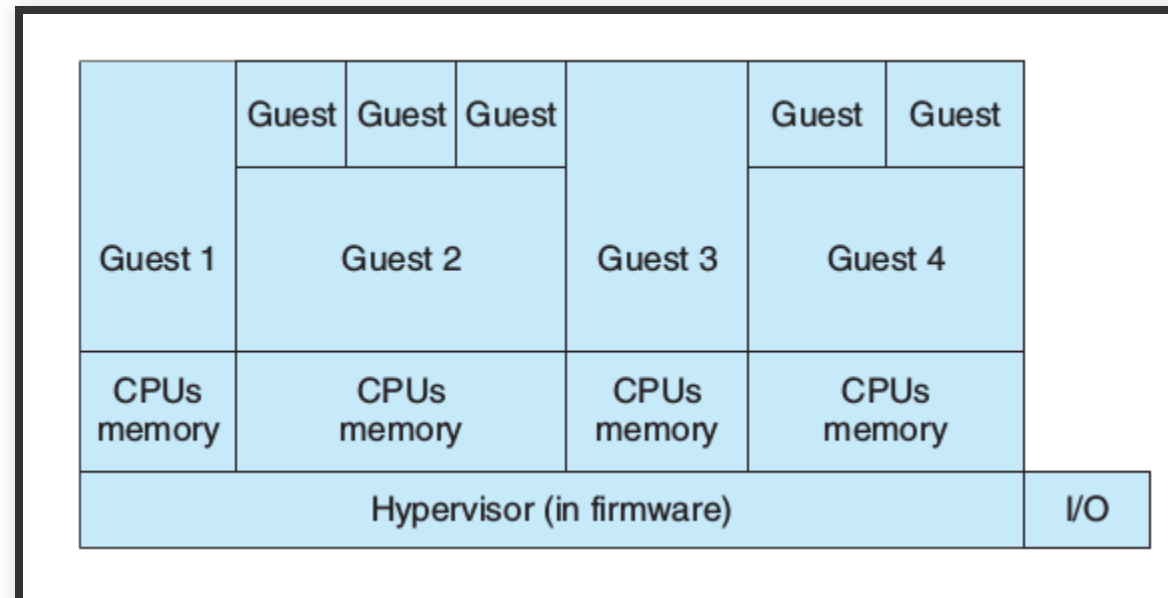 Guest Guest Guest Guest Guest
Guest 1 Guest 2 Guest 3 Guest 4
CPUs CPUs CPUs CPUs
memory memory memory memory
Hypervisor (in firmware) I/O